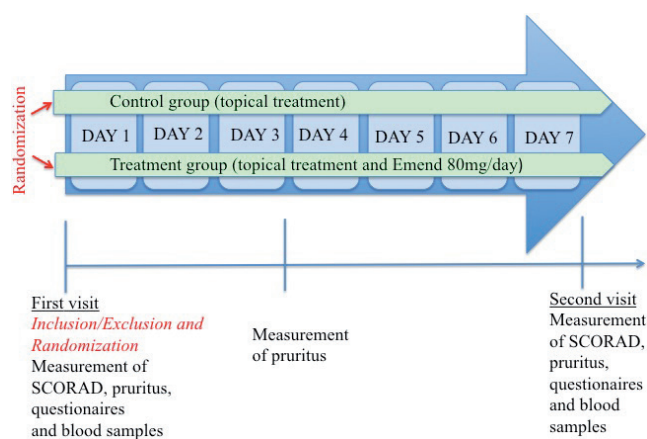 Randomization
Control group (topical treatment)
DAY 1 DAY 2 DAY 3 DAY 4 DAY 5 DAY 6 DAY 7
Treatment group (topical treatment and Emend 80mg/day)
First visit
Inclusion/Exclusion and
Randomization
Measurement of
SCORAD, pruritus,
questionaires
and blood samples
Measurement
of pruritus
Second visit
Measurement
of SCORAD,
pruritus,
questionaires
and blood
samples